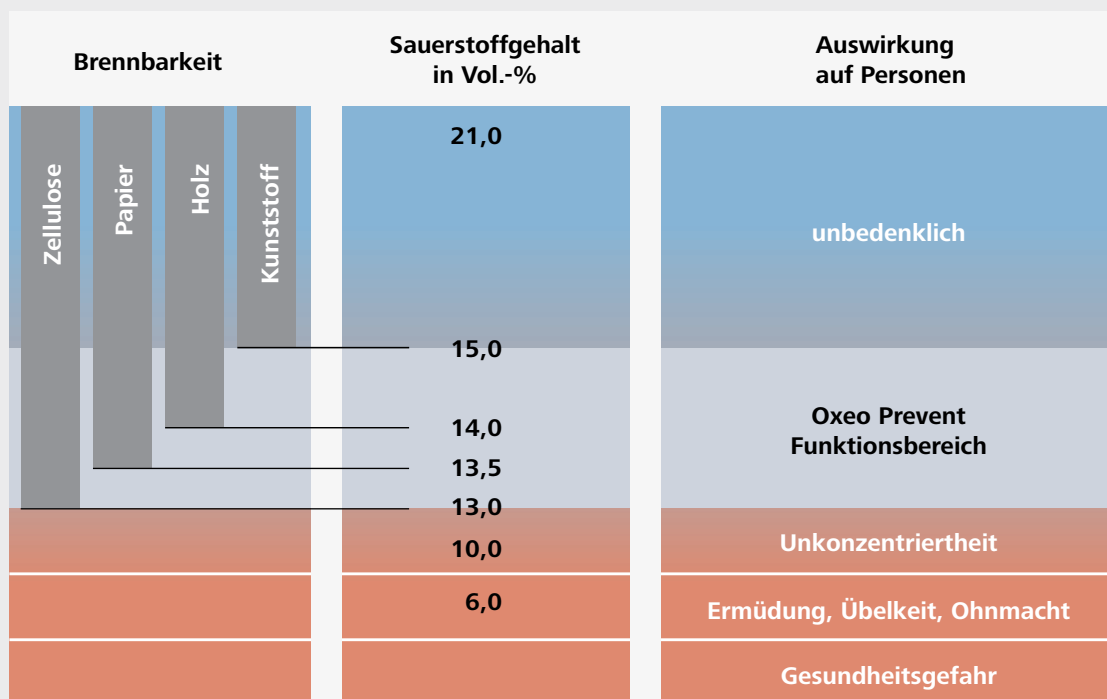 Brennbarkeit
Sauerstoffgehalt
in Vol.-%
Auswirkung
auf Personen
Zellulose
Papier
Holz
Kunststoff
21,0
unbedenklich
15,0
14,0
Oxeo Prevent
Funktionsbereich
13,5
13,0
10,0
Unkonzentriertheit
6,0
Ermüdung, Übelkeit, Ohnmacht
Gesundheitsgefahr